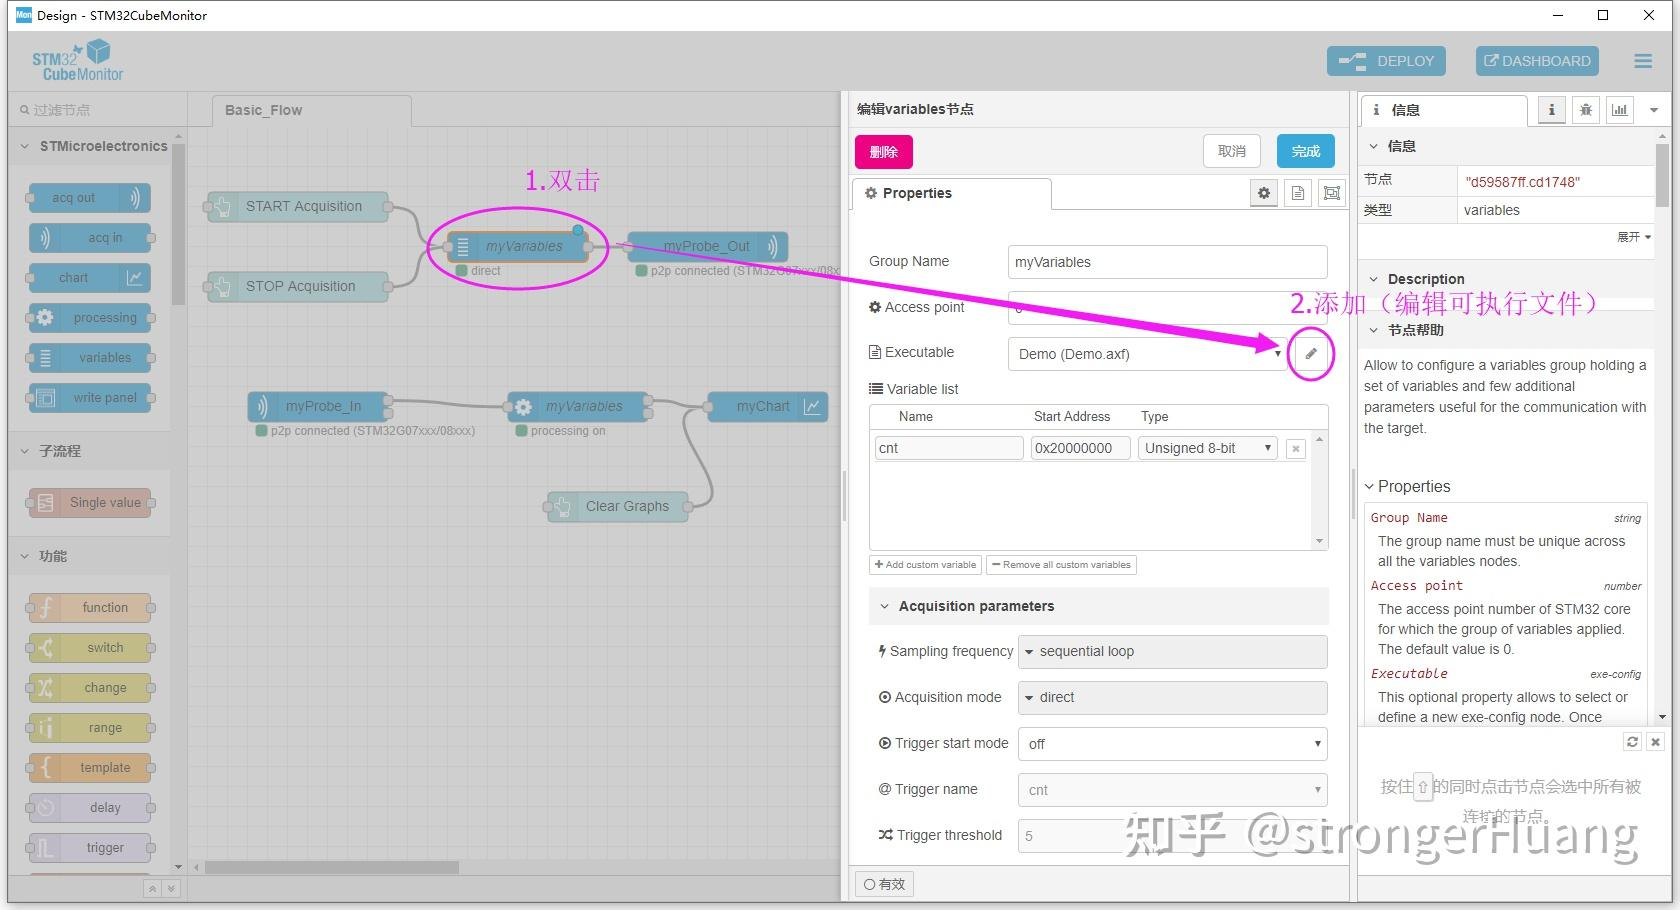 Mon Design - STM32CubeMonitor
STM32
CubeMonitor
DEPLOY
DASHBOARD
过滤节点
STMicroelectronics
acq out
acq in
chart
processing
variables
write panel
子流程
Single value
功能
function
switch
change
range
template
delay
trigger
Basic_Flow
1.双击
START Acquisition
STOP Acquisition
myVariables
direct
myProbe_Out
p2p connected (STM32G07xxx/08x
myProbe_In
p2p connected (STM32G07xxx/08xxx)
myVariables
processing on
myChart
Clear Graphs
编辑variables节点
删除
取消
完成
Properties
Group Name
myVariables
Access point
Executable
Demo (Demo.axf)
Variable list
Name Start Address Type
cnt 0x20000000 Unsigned 8-bit
Add custom variable
Remove all custom variables
Acquisition parameters
Sampling frequency sequential loop
Acquisition mode direct
Trigger start mode off
@ Trigger name cnt
Trigger threshold 5
有效
信息
信息
节点 "d59587ff.cd1748"
类型 variables
展开
Description
2.添加（编辑可执行文件）
节点帮助
Allow to configure a variables group holding a
set of variables and few additional
parameters useful for the communication with
the target.
Properties
Group Name string
The group name must be unique across
all the variables nodes.
Access point number
The access point number of STM32 core
for which the group of variables applied.
The default value is 0.
Executable exe-config
This optional property allows to select or
define a new exe-config node. Once
按住⇧的同时点击节点会选中所有被
连接的节点。
知乎 @strongerHuang